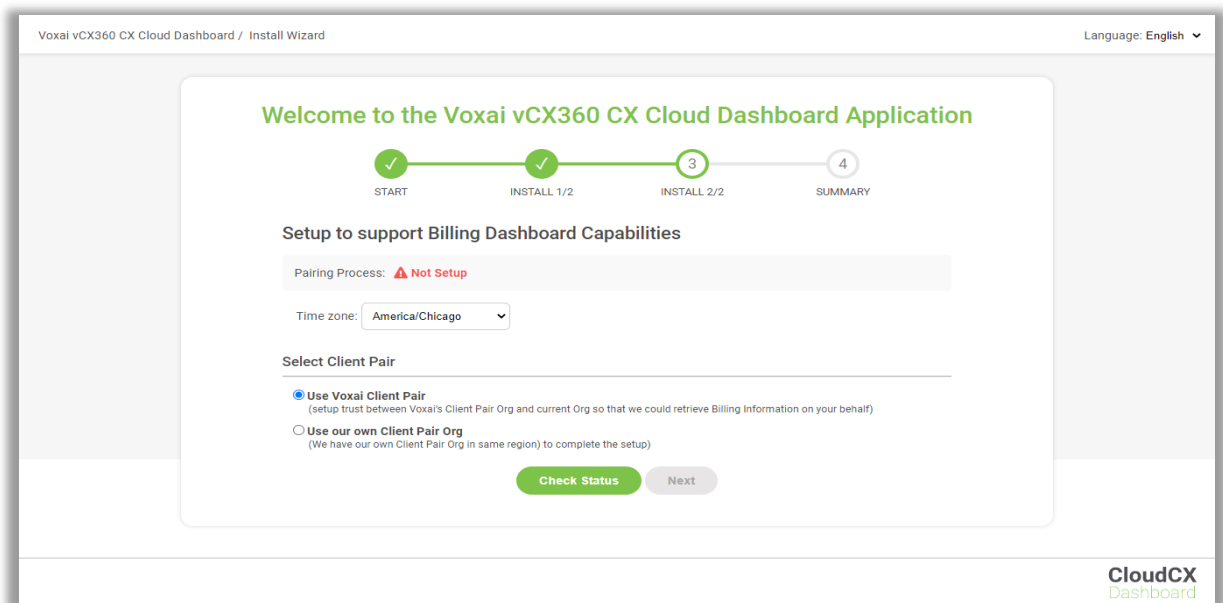 Voxai vCX360 CX Cloud Dashboard / Install Wizard
Language: English
Welcome to the Voxai vCX360 CX Cloud Dashboard Application
3
4
START
INSTALL 1/2
INSTALL 2/2
SUMMARY
Setup to support Billing Dashboard Capabilities
Pairing Process: Not Setup
Time zone: America/Chicago
Select Client Pair
Use Voxai Client Pair
(setup trust between Voxai's Client Pair Org and current Org so that we could retrieve Billing Information on your behalf)
Use our own Client Pair Org
(We have our own Client Pair Org in same region) to complete the setup)
Check Status
Next
CloudCX
Dashboard